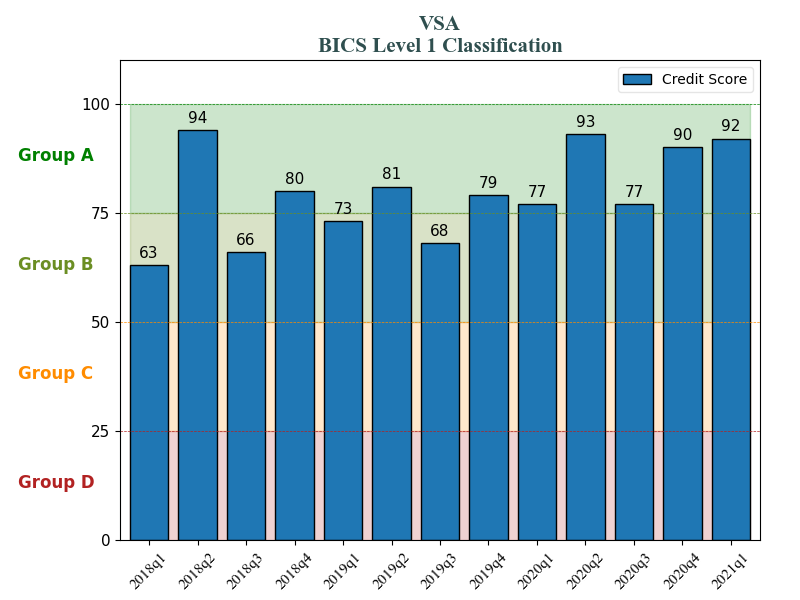 VSA
BICS Level 1 Classification
Credit Score
100
75
50
25
0
Group A
Group B
Group C
Group D
63
94
66
80
73
81
68
79
77
93
77
90
92
2018q1
2018q2
2018q3
2018q4
2019q1
2019q2
2019q3
2019q4
2020q1
2020q2
2020q3
2020q4
2021q1